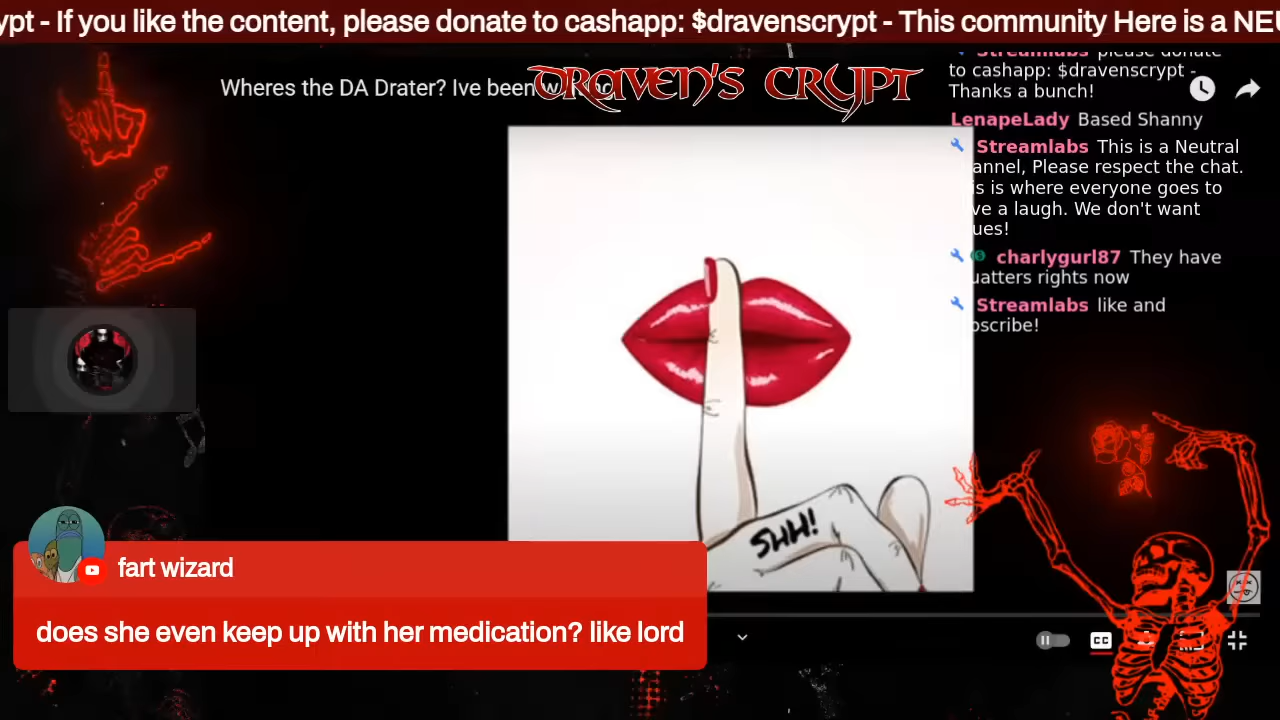 ypt - If you like the content, please donate to cashapp: $dravenscrypt - This community Here is a NEU
Wheres the DA Drater? Ive been
DRAVEN'S CRYPT
Streamlabs please donate
to cashapp: $dravenscrypt -
Thanks a bunch!
LenapeLady Based Shanny
Streamlabs This is a Neutral
annel, Please respect the chat.
is is where everyone goes to
ve a laugh. We don't want
ues!
charlygurl87 They have
uatters rights now
Streamlabs like and
bscribe!
SHH!
fart wizard
does she even keep up with her medication? like lord
CC